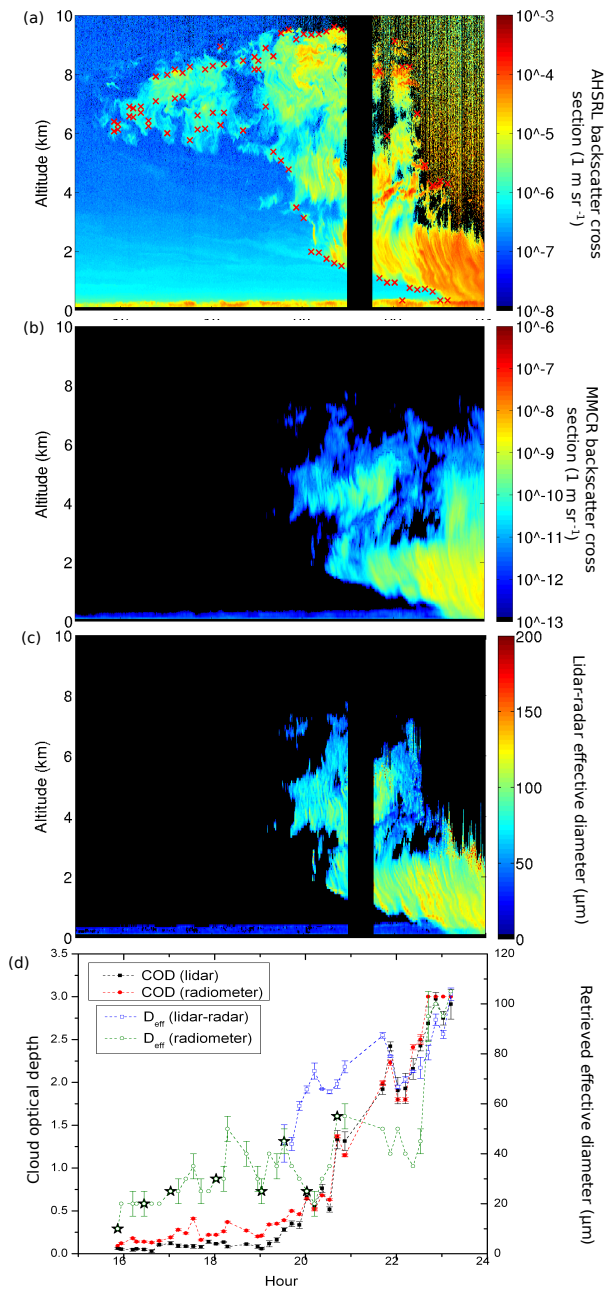 (a)
10
8
6
4
2
0
Altitude (km)
10^-3
10^-4
10^-5
10^-6
10^-7
10^-8
AHSRL backscatter cross
section (1 m sr⁻¹)
(b)
10
8
6
4
2
0
Altitude (km)
10^-6
10^-7
10^-8
10^-9
10^-10
10^-11
10^-12
10^-13
MMCR backscatter cross
section (1 m sr⁻¹)
(c)
10
8
6
4
2
0
Altitude (km)
200
150
100
50
0
Lidar-radar effective diameter (μm)
(d)
3.5
3.0
2.5
2.0
1.5
1.0
0.5
0.0
Cloud optical depth
COD (lidar)
COD (radiometer)
D_eff (lidar-radar)
D_eff (radiometer)
120
100
80
60
40
20
0
Retrieved effective diameter (μm)
16 18 20 22 24
Hour